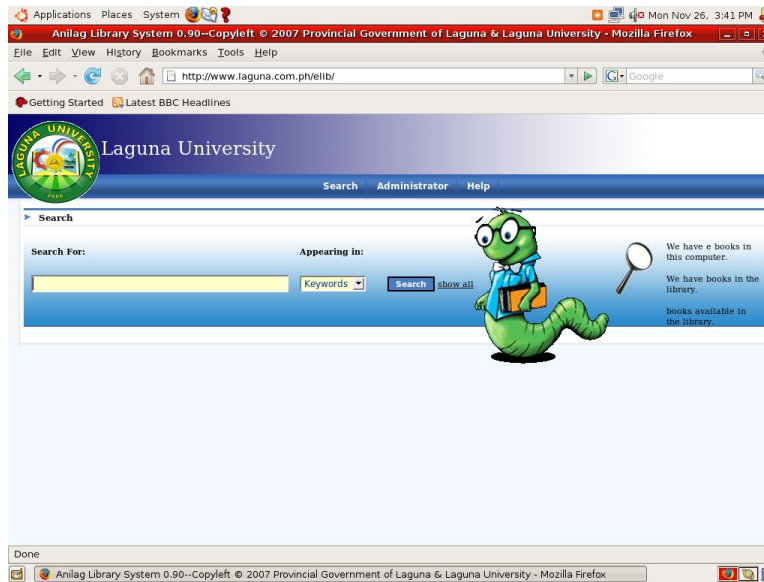 Applications Places System Mon Nov 26, 3:41 PM
Anilag Library System 0.90--Copyleft © 2007 Provincial Government of Laguna & Laguna University - Mozilla Firefox
File Edit View History Bookmarks Tools Help
http://www.laguna.com.ph/elib/ G Google
Getting Started Latest BBC Headlines
LAGUNA UNIVERSITY
2006
Laguna University
Search Administrator Help
Search
Search For: Appearing in:
Keywords Search show all
We have e books in
this computer.
We have books in the
library.
books available in
the library.
Done
Anilag Library System 0.90--Copyleft © 2007 Provincial Government of Laguna & Laguna University - Mozilla Firefox